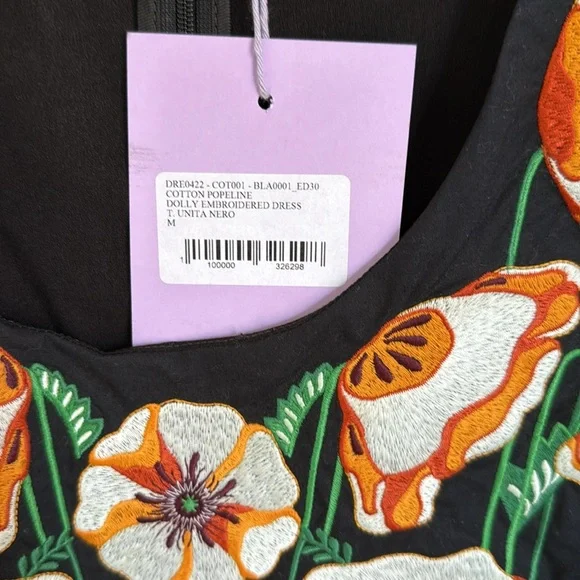 DRE0422 - COT001 - BLA0001_ED30
COTTON POPELINE
DOLLY EMBROIDERED DRESS
T. UNITA NERO
M
1 100000 326298